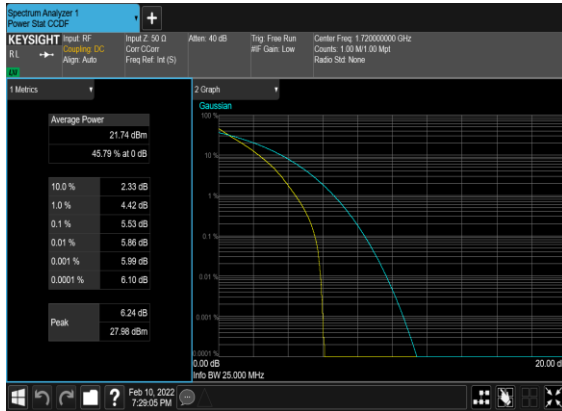 Spectrum Analyzer 1
Power Stat CCDF
+
KEYSIGHT
RL
LU
Input: RF
Coupling: DC
Align: Auto
Input Z: 50 Ω
Corr CCorr
Freq Ref: Int (S)
Atten: 40 dB
Trig: Free Run
#IF Gain: Low
Center Freq: 1.720000000 GHz
Counts: 1.00 M/1.00 Mpt
Radio Std: None
1 Metrics
Average Power
21.74 dBm
45.79 % at 0 dB
10.0 % 2.33 dB
1.0 % 4.42 dB
0.1 % 5.53 dB
0.01 % 5.86 dB
0.001 % 5.99 dB
0.0001 % 6.10 dB
Peak
6.24 dB
27.98 dBm
2 Graph
Gaussian
100 %
10 %
1 %
0.1 %
0.01 %
0.001 %
0.0001 %
0.00 dB
20.00 dB
Info BW 25.000 MHz
?
Feb 10, 2022
7:29:05 PM